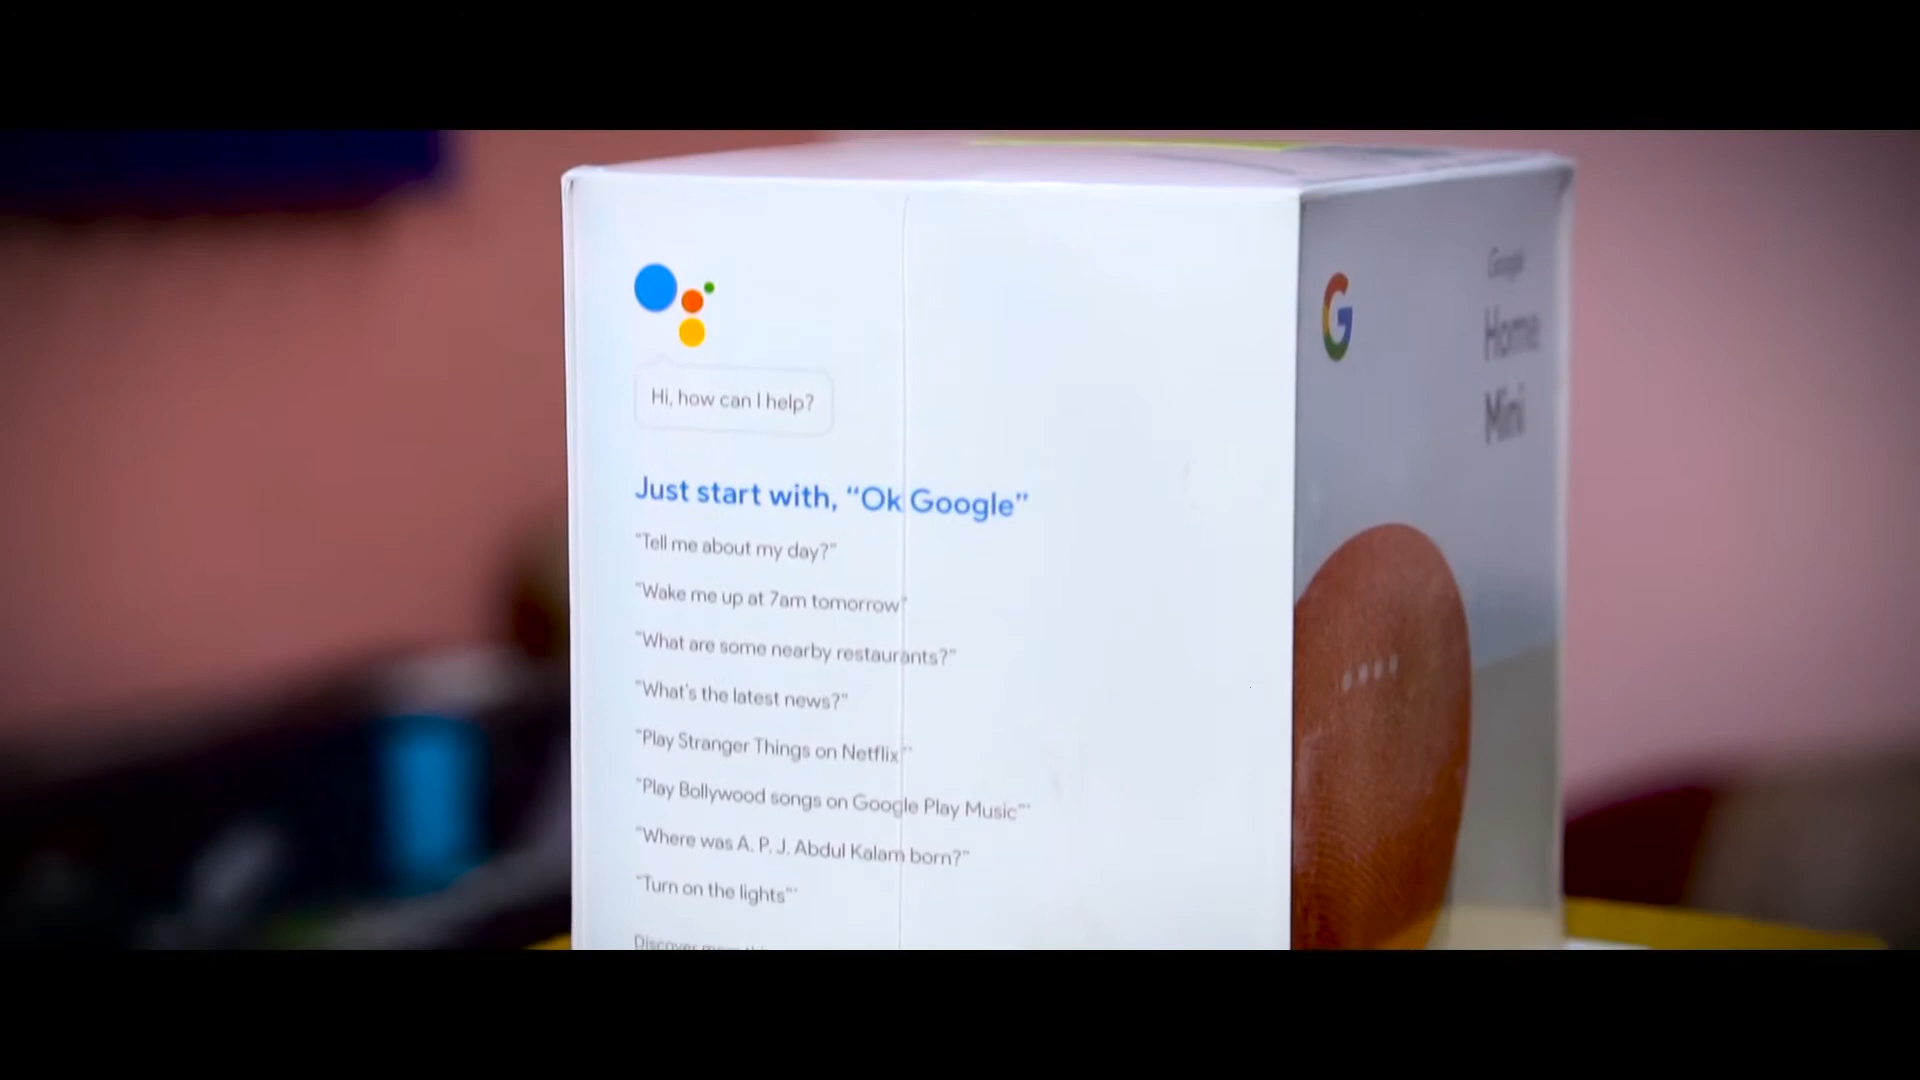 Hi, how can I help?
Just start with, “Ok Google”
“Tell me about my day?”
“Wake me up at 7am tomorrow”
“What are some nearby restaurants?”
“What's the latest news?”
“Play Stranger Things on Netflix”
“Play Bollywood songs on Google Play Music”
“Where was A. P. J. Abdul Kalam born?”
“Turn on the lights”
Discover
G
Google
Home
Mini